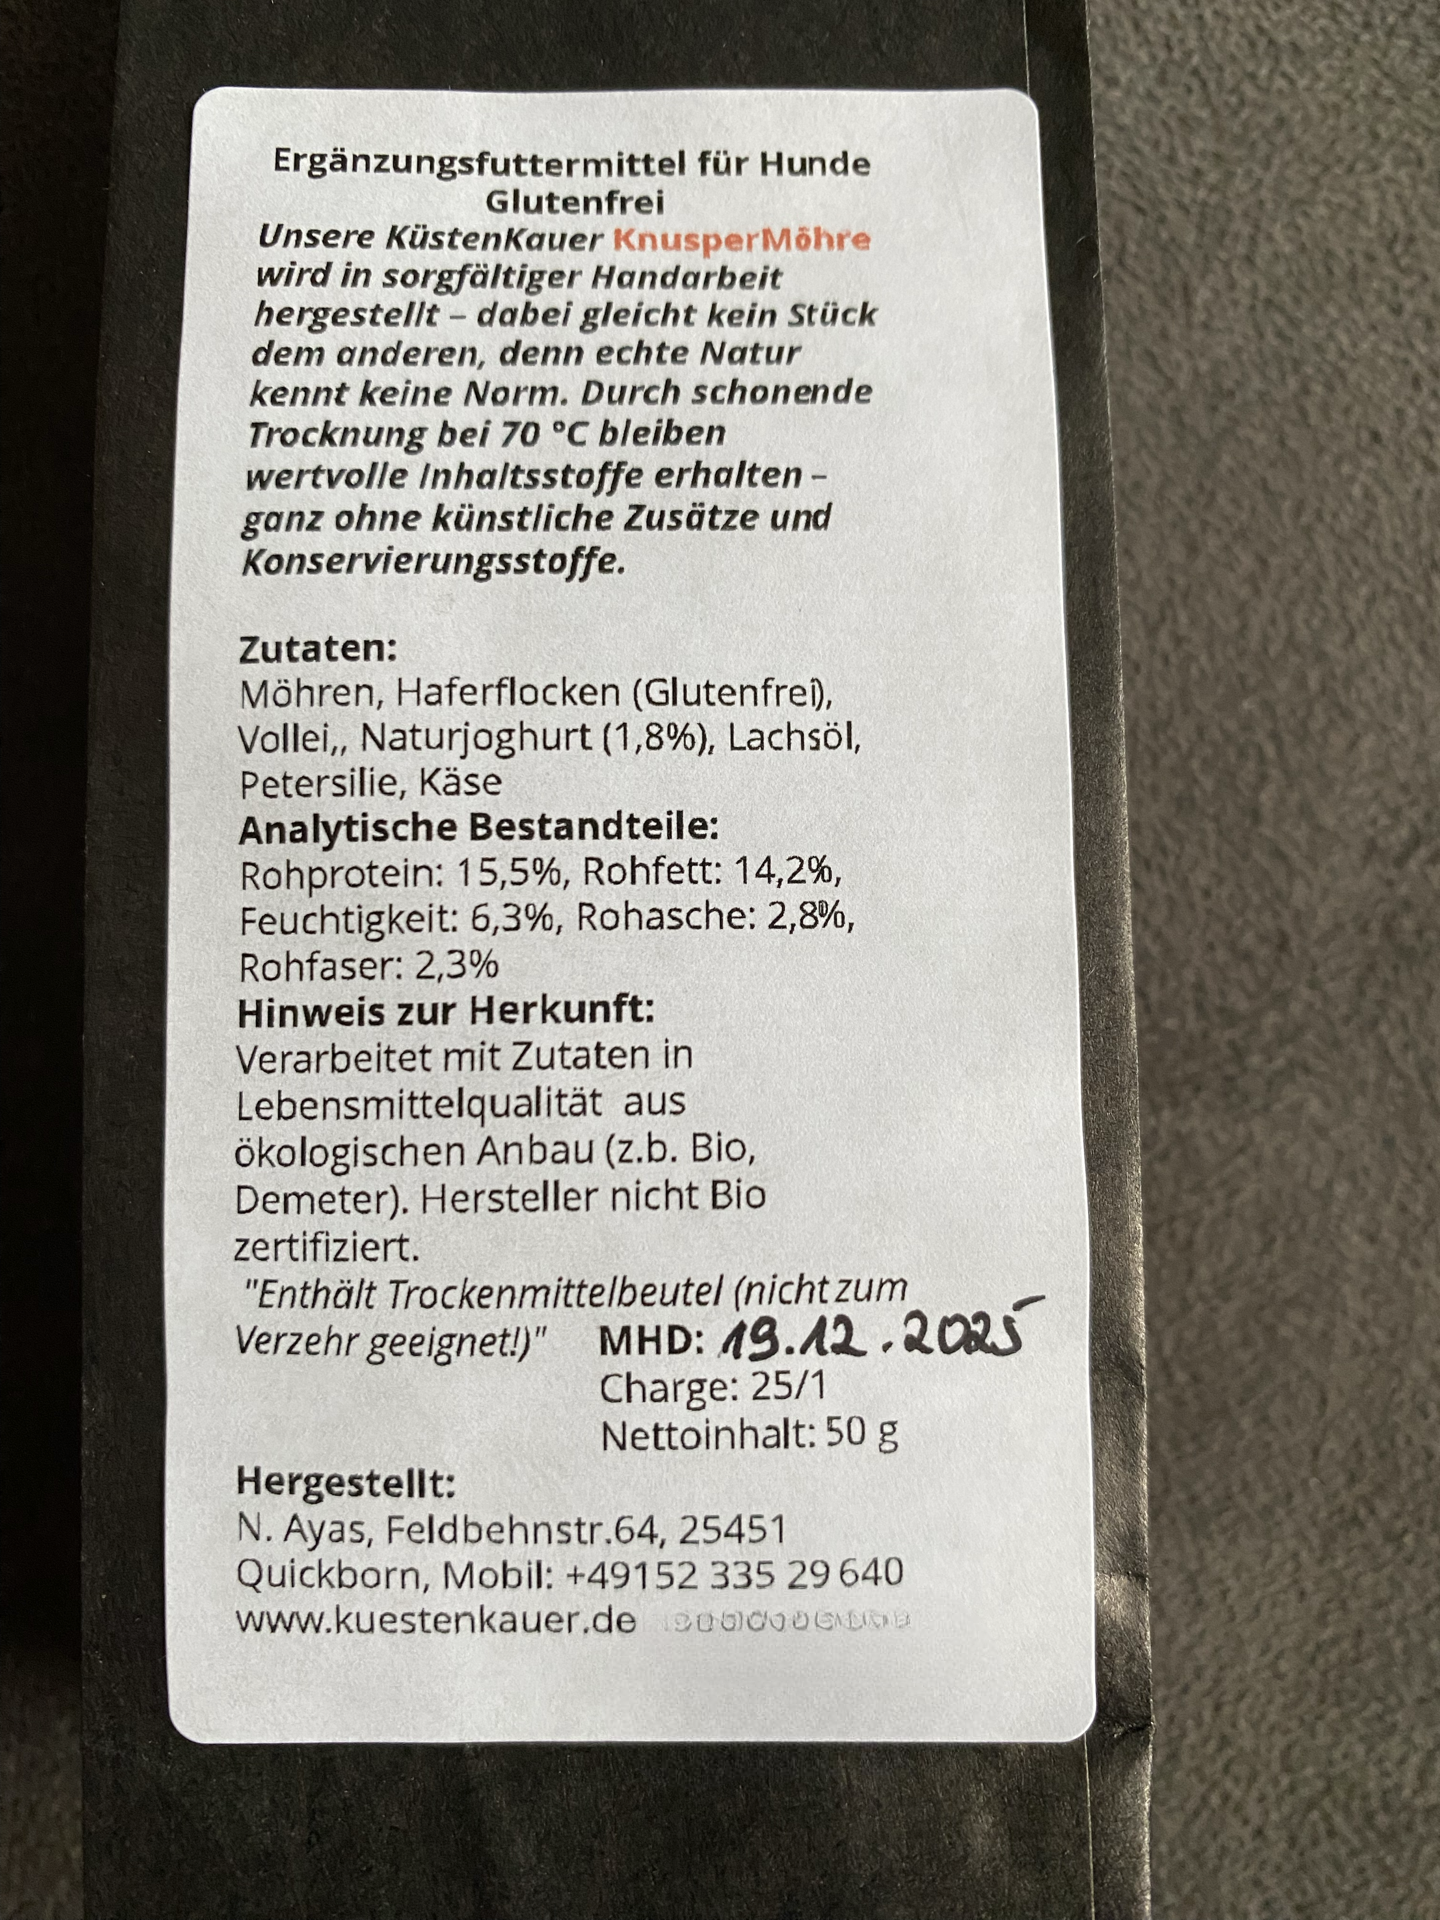 Ergänzungsfuttermittel für Hunde
Glutenfrei
Unsere KüstenKauer KnusperMöhre
wird in sorgfältiger Handarbeit
hergestellt – dabei gleicht kein Stück
dem anderen, denn echte Natur
kennt keine Norm. Durch schonende
Trocknung bei 70 °C bleiben
wertvolle Inhaltsstoffe erhalten –
ganz ohne künstliche Zusätze und
Konservierungsstoffe.
Zutaten:
Möhren, Haferflocken (Glutenfrei),
Vollei,, Naturjoghurt (1,8%), Lachsöl,
Petersilie, Käse
Analytische Bestandteile:
Rohprotein: 15,5%, Rohfett: 14,2%,
Feuchtigkeit: 6,3%, Rohasche: 2,8%,
Rohfaser: 2,3%
Hinweis zur Herkunft:
Verarbeitet mit Zutaten in
Lebensmittelqualität aus
ökologischen Anbau (z.b. Bio,
Demeter). Hersteller nicht Bio
zertifiziert.
"Enthält Trockenmittelbeutel (nicht zum
Verzehr geeignet!)" MHD: 19.12.2025
Charge: 25/1
Nettoinhalt: 50 g
Hergestellt:
N. Ayas, Feldbehnstr.64, 25451
Quickborn, Mobil: +49152 335 29 640
www.kuestenkauer.de